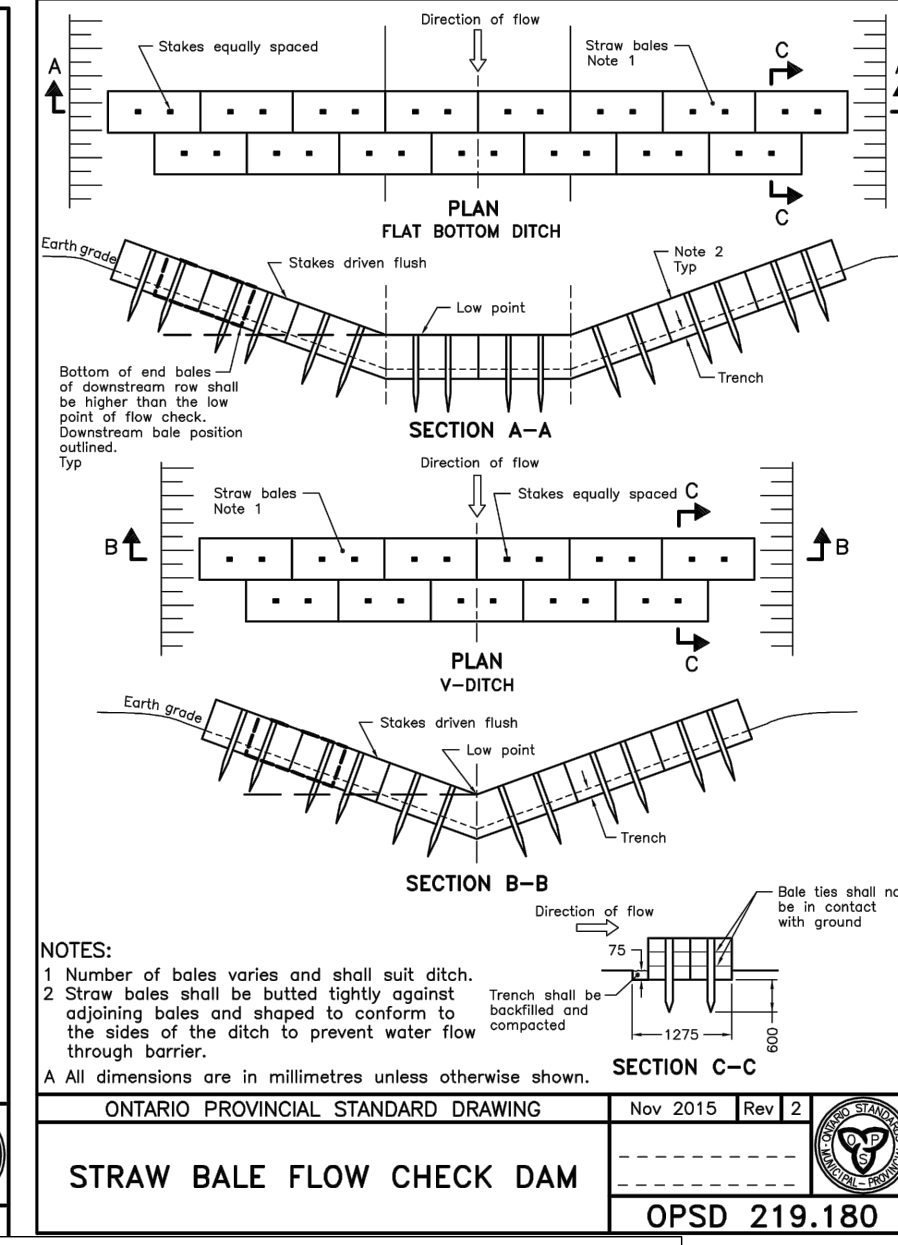 Direction of flow
Stakes equally spaced
Straw bales
Note 1
C
A
C
PLAN
FLAT BOTTOM DITCH
Earth grade
Stakes driven flush
Note 2
Typ
Low point
Trench
Bottom of end bales
of downstream row shall
be higher than the low
point of flow check.
Downstream bale position
outlined.
Typ
SECTION A-A
Direction of flow
Straw bales
Note 1
Stakes equally spaced
C
B
B
C
PLAN
V-DITCH
Earth grade
Stakes driven flush
Low point
Trench
SECTION B-B
Direction of flow
Bale ties shall
be in contact
with ground
75
Trench shall be
backfilled and
compacted
1275
600
SECTION C-C
NOTES:
1 Number of bales varies and shall suit ditch.
2 Straw bales shall be butted tightly against
adjoining bales and shaped to conform to
the sides of the ditch to prevent water flow
through barrier.
A All dimensions are in millimetres unless otherwise shown.
ONTARIO PROVINCIAL STANDARD DRAWING
Nov 2015
Rev 2
STRAW BALE FLOW CHECK DAM
OPS
OPSD 219.180